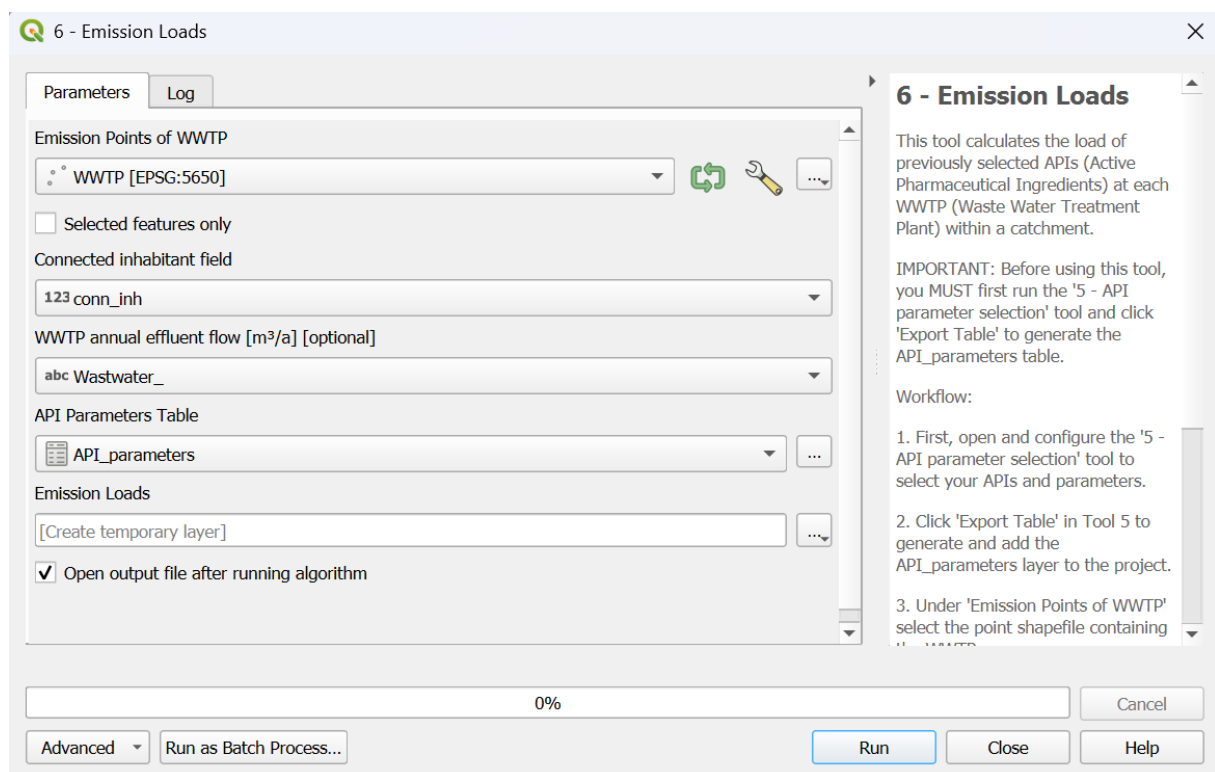 6 - Emission Loads
Parameters
Log
Emission Points of WWTP
WWTP [EPSG:5650]
...
Selected features only
Connected inhabitant field
123 conn_inh
WWTP annual effluent flow [m³/a] [optional]
abc Wastwater_
API Parameters Table
API_parameters
...
Emission Loads
[Create temporary layer]
...
Open output file after running algorithm
6 - Emission Loads
This tool calculates the load of
previously selected APIs (Active
Pharmaceutical Ingredients) at each
WWTP (Waste Water Treatment
Plant) within a catchment.
IMPORTANT: Before using this tool,
you MUST first run the '5 - API
parameter selection' tool and click
'Export Table' to generate the
API_parameters table.
Workflow:
1. First, open and configure the '5 -
API parameter selection' tool to
select your APIs and parameters.
2. Click 'Export Table' in Tool 5 to
generate and add the
API_parameters layer to the project.
3. Under 'Emission Points of WWTP'
select the point shapefile containing
0%
Cancel
Advanced
Run as Batch Process...
Run
Close
Help